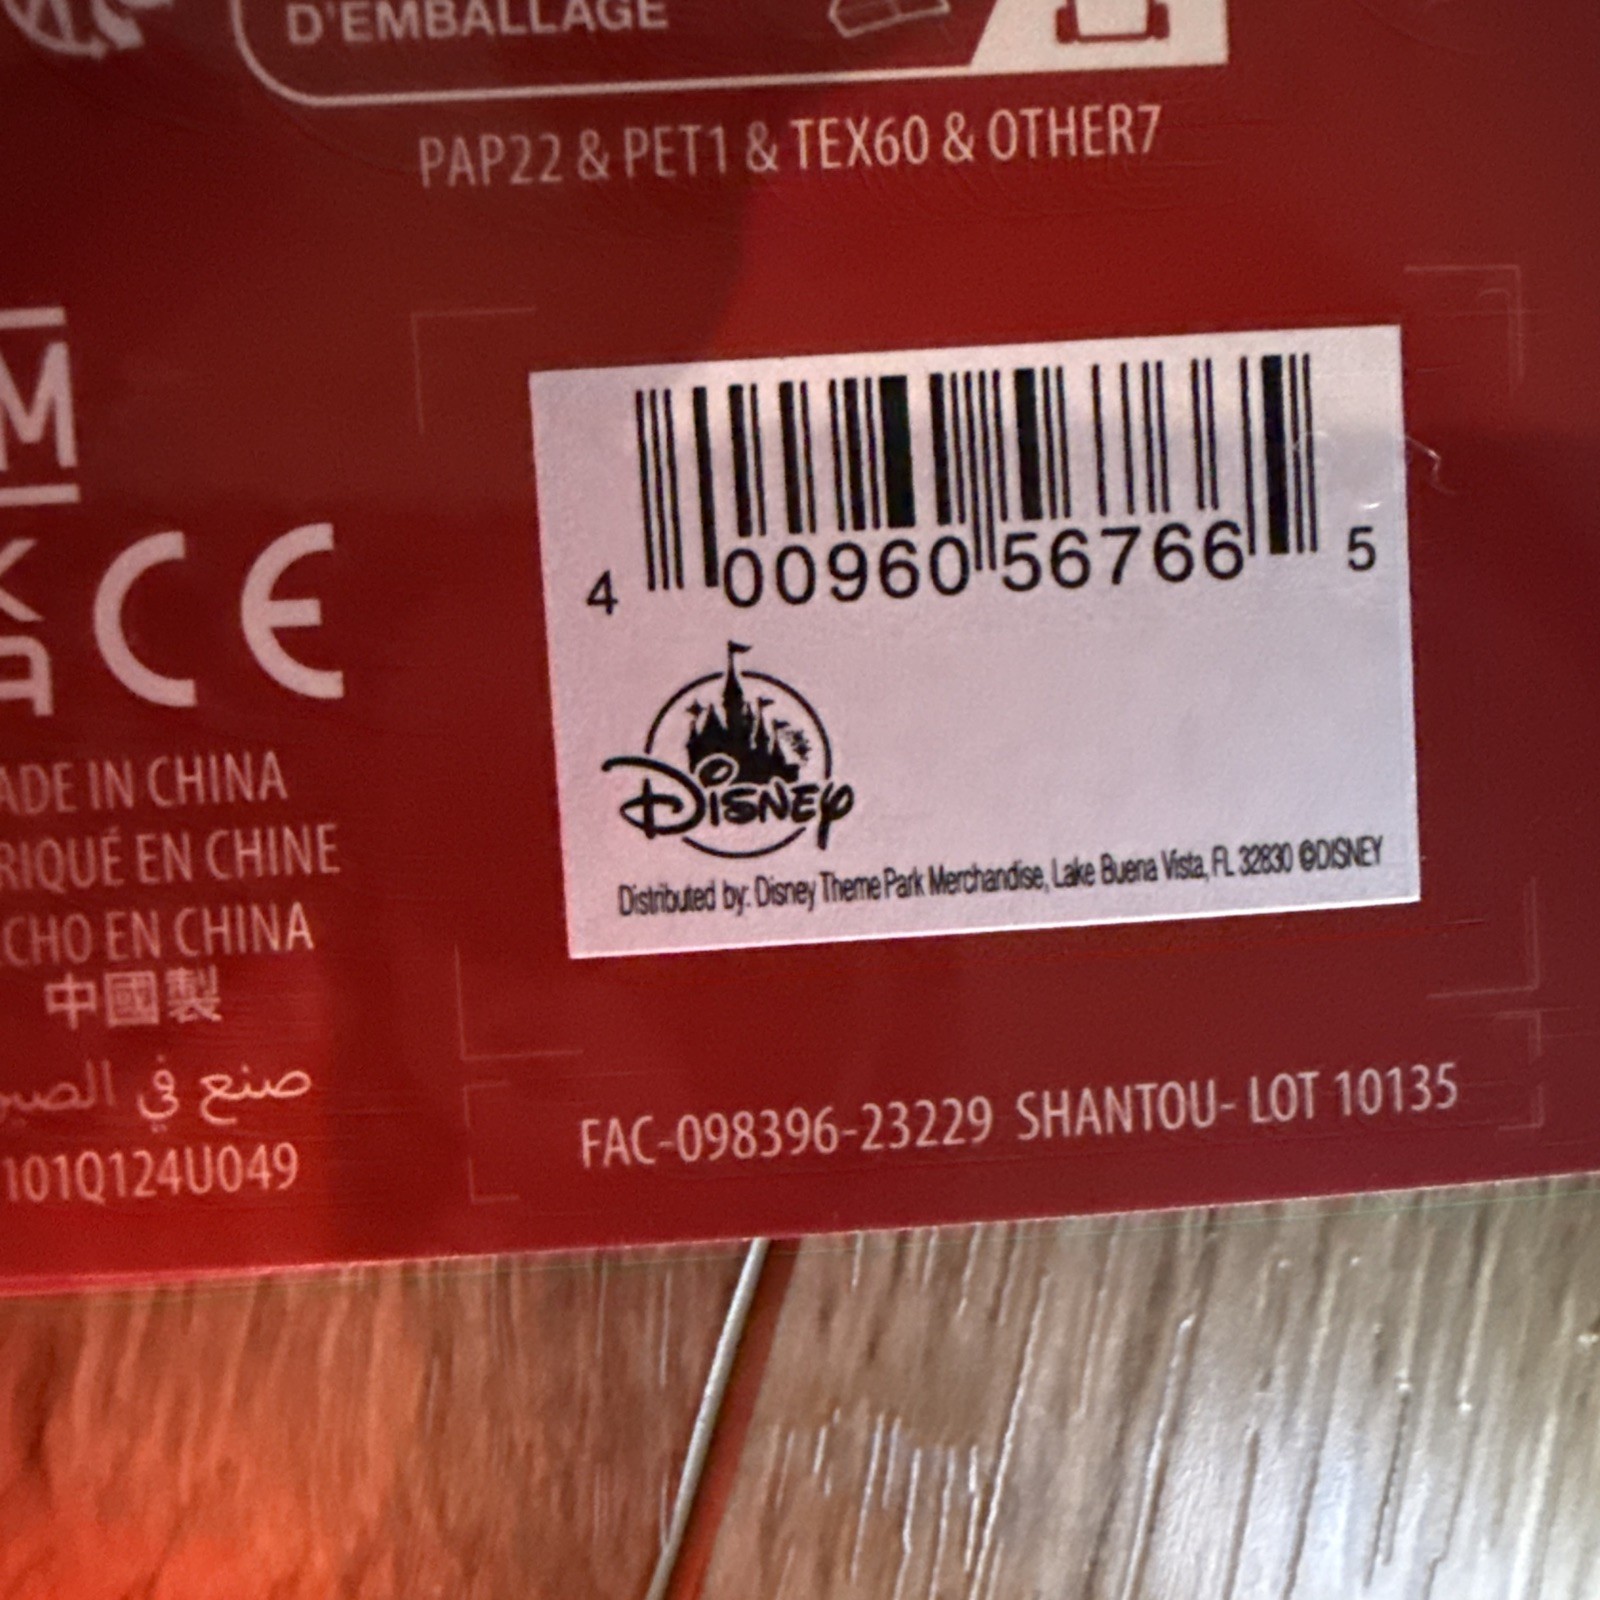 D'EMBALLAGE
PAP22 & PET1 & TEX60 & OTHER7
M
CE
ADE IN CHINA
RIQUÉ EN CHINE
CHO EN CHINA
中國製
صنع في الصين
101Q124U049
4 00960 56766 5
Disney
Distributed by: Disney Theme Park Merchandise, Lake Buena Vista, FL 32830 ©DISNEY
FAC-098396-23229 SHANTOU- LOT 10135